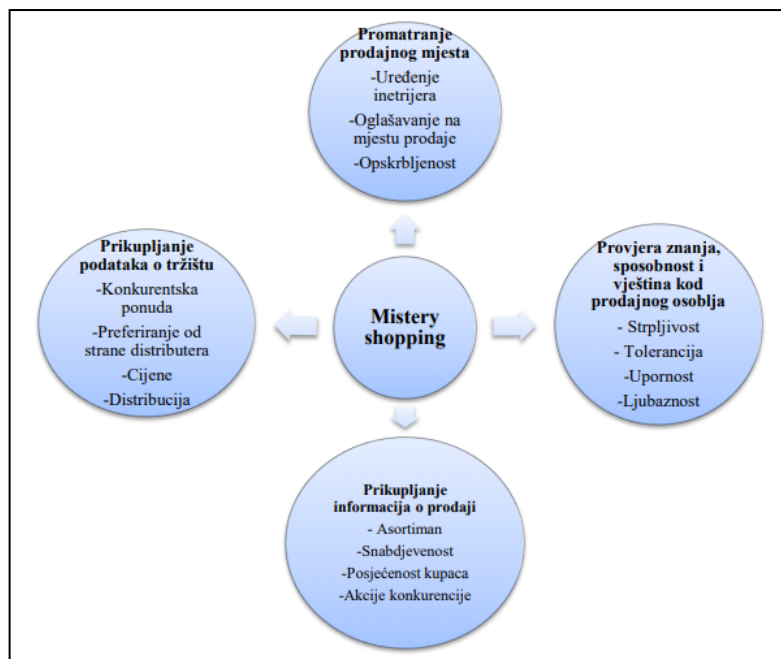 Promatranje
prodajnog mjesta
-Uređenje
inetrijera
-Oglašavanje na
mjestu prodaje
-Opskrbljenost
Prikupljanje
podataka o tržištu
-Konkurentska
ponuda
-Preferiranje od
strane distributera
-Cijene
-Distribucija
Mistery
shopping
Provjera znanja,
sposobnost i
vještina kod
prodajnog osoblja
- Strpljivost
- Tolerancija
-Upornost
-Ljubaznost
Prikupljanje
informacija o prodaji
- Asortiman
-Snabdjevenost
-Posjećenost kupaca
-Akcije konkurencije